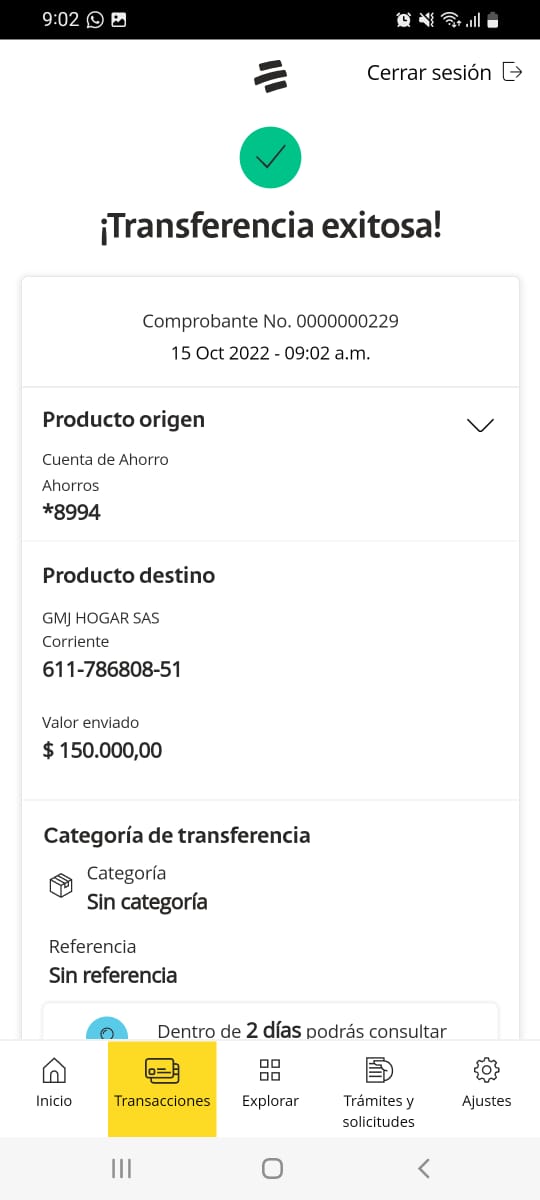 9:02
Cerrar sesión
¡Transferencia exitosa!
Comprobante No. 0000000229
15 Oct 2022 - 09:02 a.m.
Producto origen
Cuenta de Ahorro
Ahorros
*8994
Producto destino
GMJ HOGAR SAS
Corriente
611-786808-51
Valor enviado
$ 150.000,00
Categoría de transferencia
Categoría
Sin categoría
Referencia
Sin referencia
Dentro de 2 días podrás consultar
Inicio
Transacciones
Explorar
Trámites y
solicitudes
Ajustes